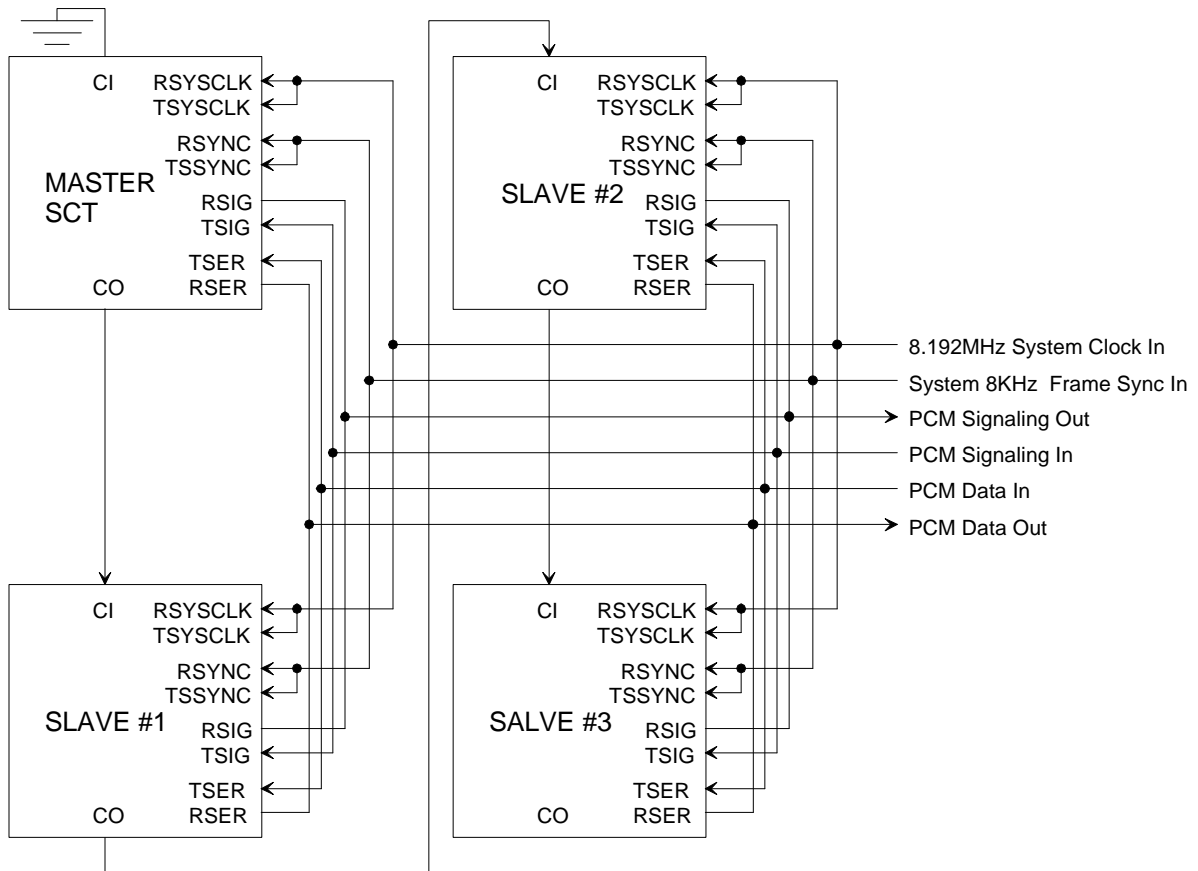 CI
RSYSCLK
TSYSCLK
RSYNC
TSSYNC
MASTER
SCT
RSIG
TSIG
TSER
CO
RSER
CI
RSYSCLK
TSYSCLK
RSYNC
TSSYNC
SLAVE #2
RSIG
TSIG
TSER
CO
RSER
8.192MHz System Clock In
System 8KHz Frame Sync In
PCM Signaling Out
PCM Signaling In
PCM Data In
PCM Data Out
CI
RSYSCLK
TSYSCLK
RSYNC
TSSYNC
SLAVE #1
RSIG
TSIG
TSER
CO
RSER
CI
RSYSCLK
TSYSCLK
RSYNC
TSSYNC
SALVE #3
RSIG
TSIG
TSER
CO
RSER